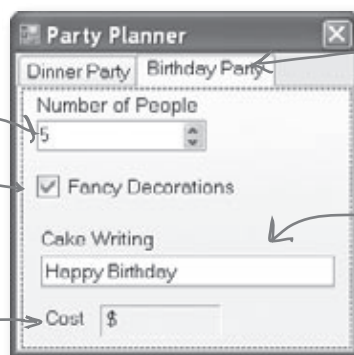 Party Planner
Dinner Party Birthday Party
Number of People
5
Fancy Decorations
Cake Writing
Happy Birthday
Cost $